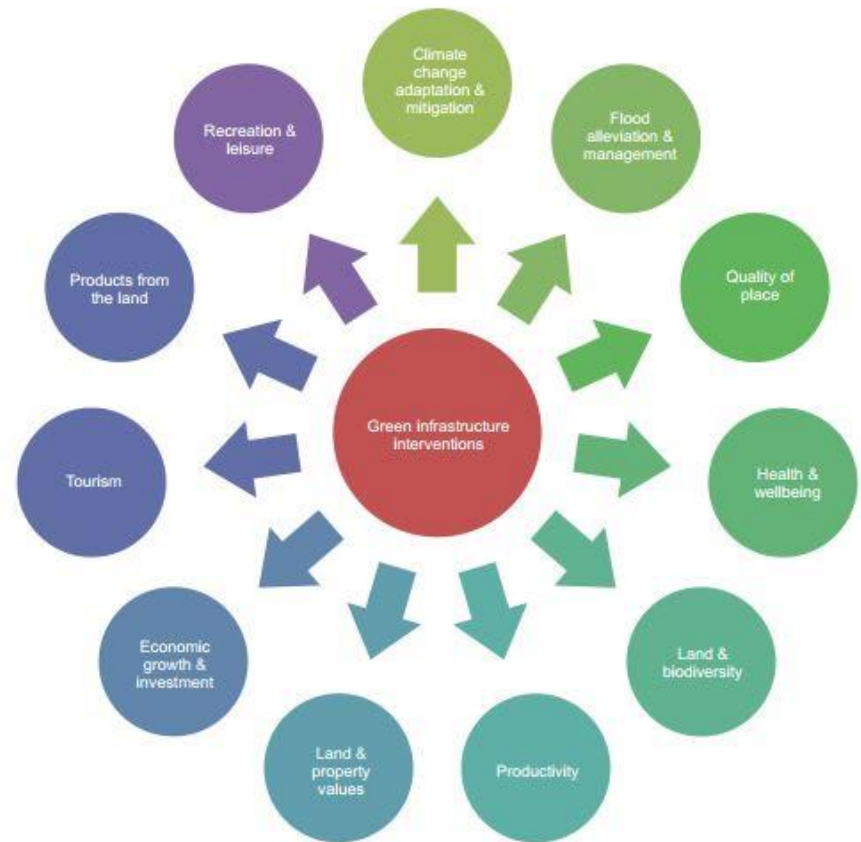 Climate
change
adaptation &
mitigation
Flood
alleviation &
management
Quality of
place
Health &
wellbeing
Land &
biodiversity
Productivity
Land &
property
values
Economic
growth &
investment
Tourism
Products from
the land
Recreation &
leisure
Green infrastructure
interventions